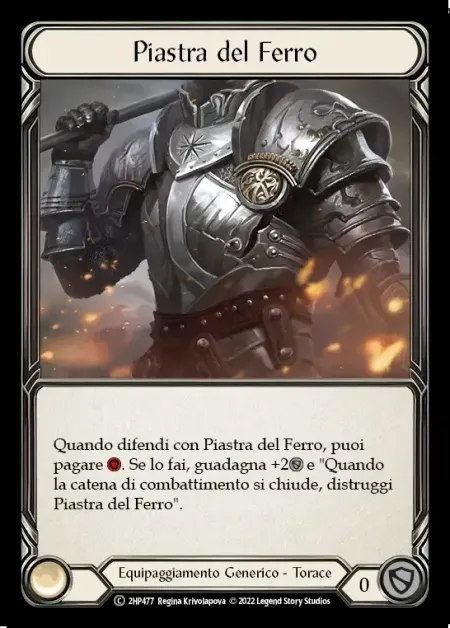 Piastra del Ferro
Quando difendi con Piastra del Ferro, puoi
pagare . Se lo fai, guadagna +2 e "Quando
la catena di combattimento si chiude, distruggi
Piastra del Ferro".
Equipaggiamento Generico - Torace
0
C 2HP477 Regina Krivolapova © 2022 Legend Story Studios